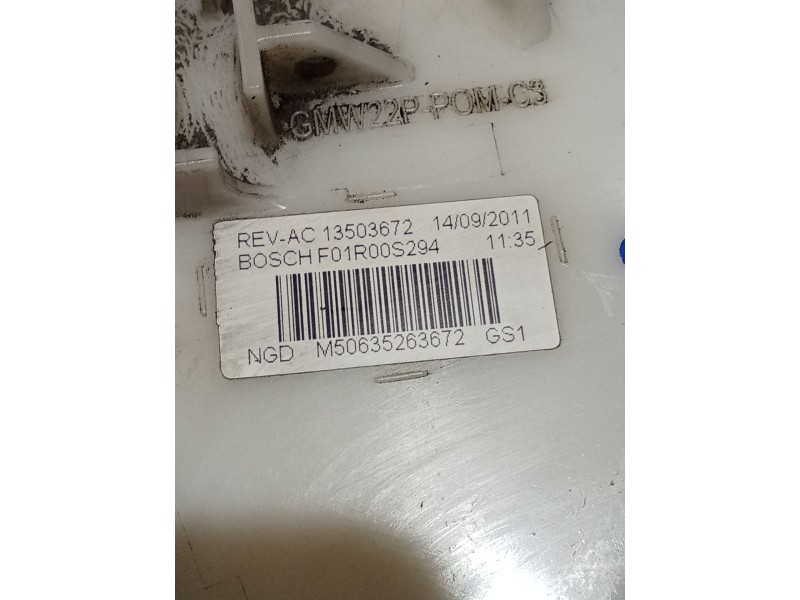 GMW22P-POM-C3
REV-AC 13503672 14/09/2011
BOSCH F01R00S294 11:35
NGD M50635263672 GS1